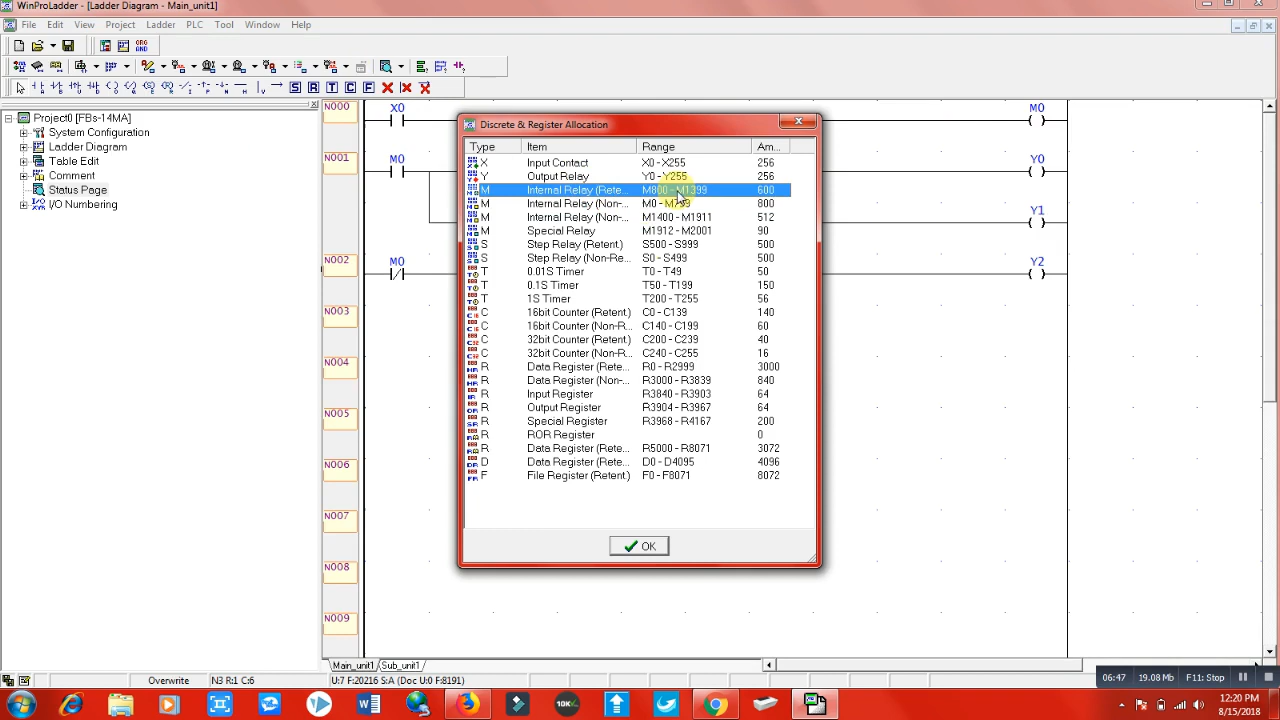 WinProLadder - [Ladder Diagram - Main_unit1]
File Edit View Project Ladder PLC Tool Window Help
ORG
AND
S R T C F
Project0 [FBs-14MA]
System Configuration
Ladder Diagram
Table Edit
Comment
Status Page
I/O Numbering
N000 X0 M0
N001 M0 Y0
Y1
N002 M0 Y2
N003
N004
N005
N006
N007
N008
N009
Discrete & Register Allocation
Type Item Range Am...
X Input Contact X0 - X255 256
Y Output Relay Y0 - Y255 256
M Internal Relay (Rete... M800 - M1399 600
M Internal Relay (Non-... M0 - M799 800
M Internal Relay (Non-... M1400 - M1911 512
M Special Relay M1912 - M2001 90
S Step Relay (Retent.) S500 - S999 500
S Step Relay (Non-Re... S0 - S499 500
T 0.01S Timer T0 - T49 50
T 0.1S Timer T50 - T199 150
T 1S Timer T200 - T255 56
C 16bit Counter (Retent.) C0 - C139 140
C 16bit Counter (Non-R... C140 - C199 60
C 32bit Counter (Retent.) C200 - C239 40
C 32bit Counter (Non-R... C240 - C255 16
R Data Register (Rete... R0 - R2999 3000
R Data Register (Non-... R3000 - R3839 840
R Input Register R3840 - R3903 64
R Output Register R3904 - R3967 64
R Special Register R3968 - R4167 200
R ROR Register 0
R Data Register (Rete... R5000 - R8071 3072
D Data Register (Rete... D0 - D4095 4096
F File Register (Retent.) F0 - F8071 8072
OK
Main_unit1 Sub_unit1
Overwrite N3 R:1 C:6 U:7 F:20216 S:A (Doc U:0 F:8191)
06:47 19.08 Mb F11: Stop
10K
12:20 PM
8/15/2018